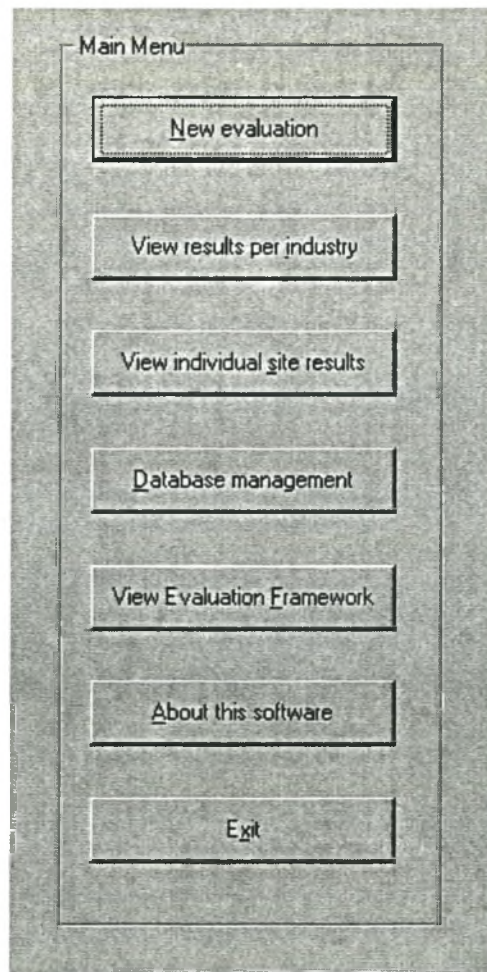 Main Menu
New evaluation
View results per industry
View individual site results
Database management
View Evaluation Framework
About this software
Exit